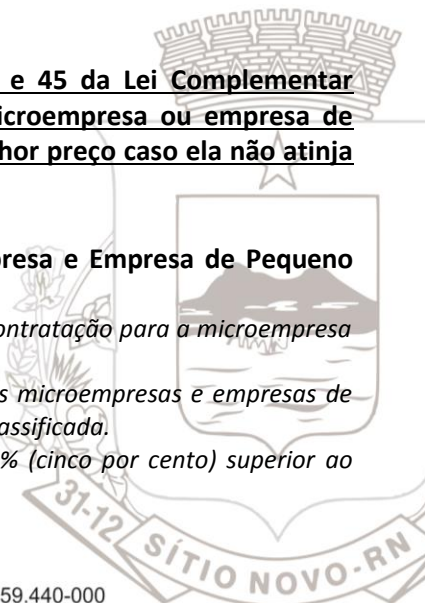 e 45 da Lei Complementar
icroempresa ou empresa de
hor preço caso ela não atinja
presa e Empresa de Pequeno
ontratação para a microempresa
s microempresas e empresas de
assificada.
% (cinco por cento) superior ao
31-12 SÍTIO NOVO-RN
59.440-000